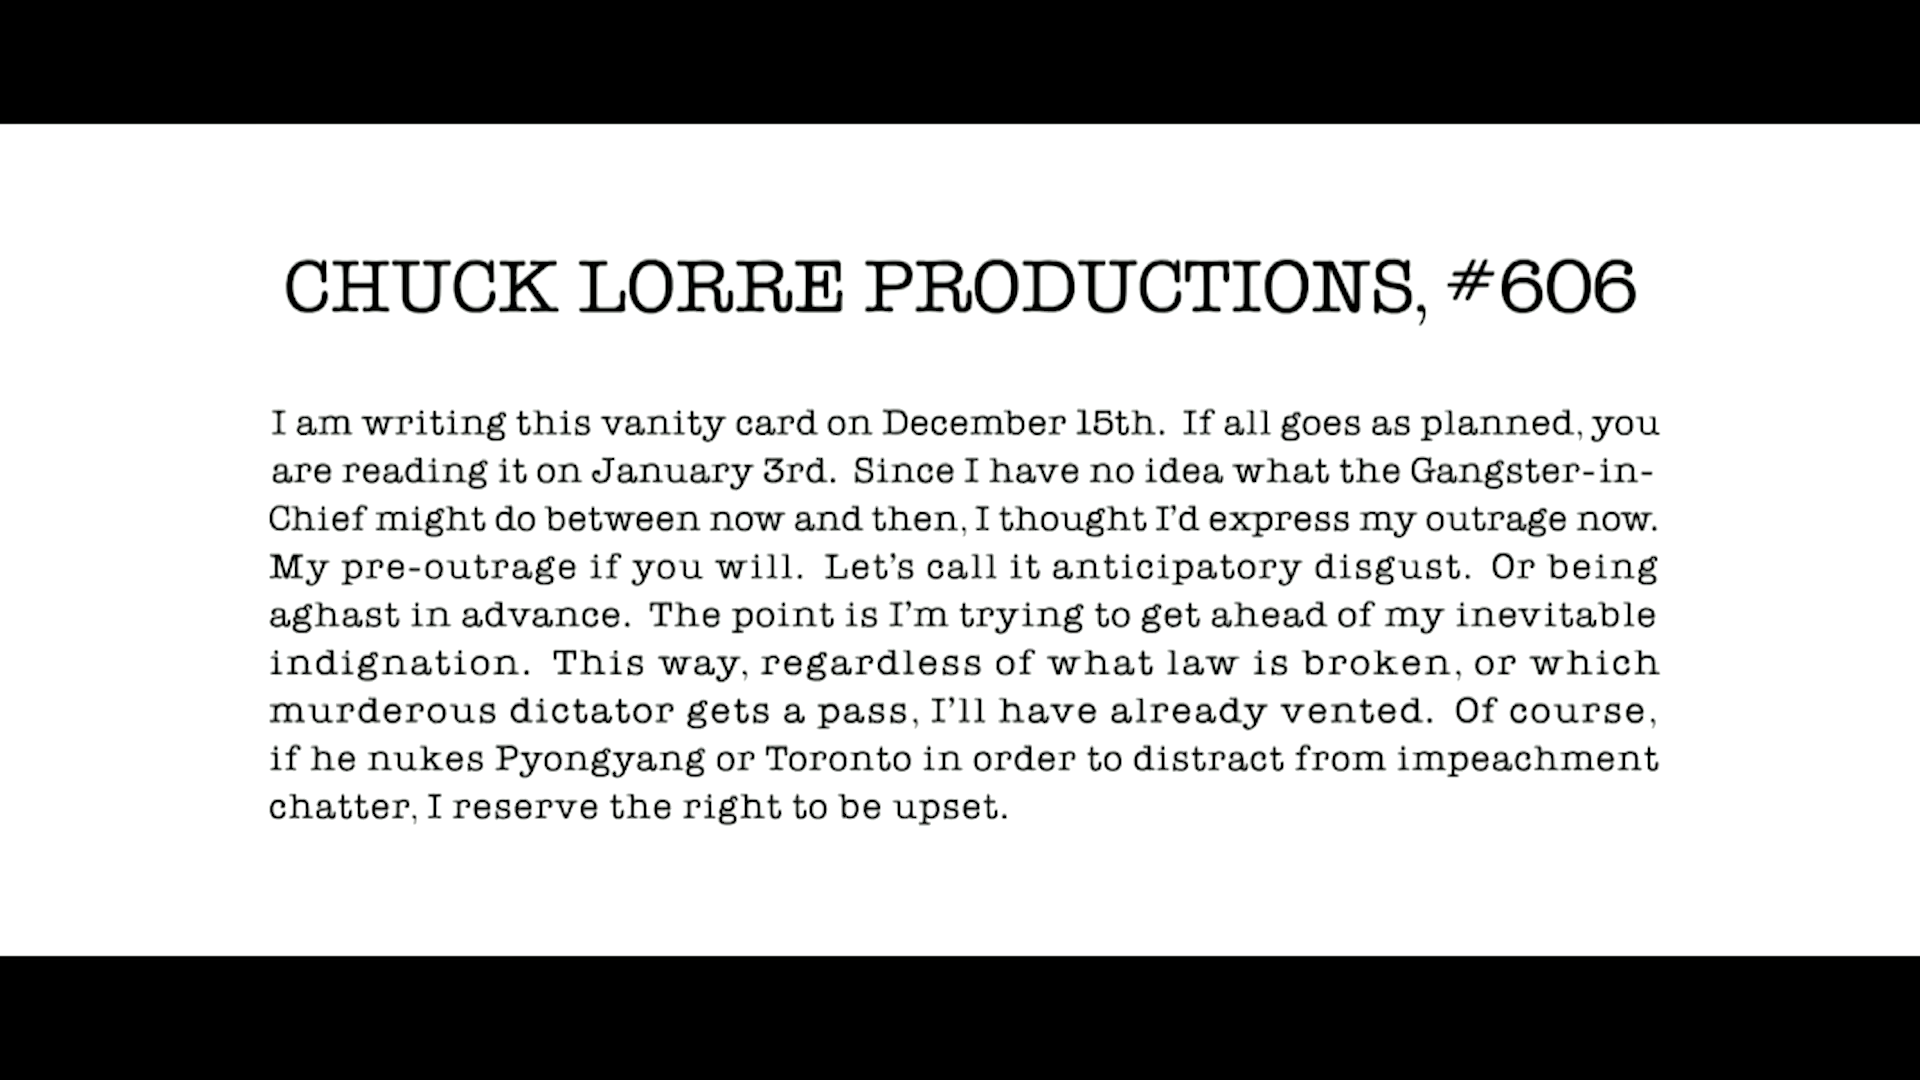 CHUCK LORRE PRODUCTIONS, #606
I am writing this vanity card on December 15th. If all goes as planned, you
are reading it on January 3rd. Since I have no idea what the Gangster-in-
Chief might do between now and then, I thought I'd express my outrage now.
My pre-outrage if you will. Let's call it anticipatory disgust. Or being
aghast in advance. The point is I'm trying to get ahead of my inevitable
indignation. This way, regardless of what law is broken, or which
murderous dictator gets a pass, I'll have already vented. Of course,
if he nukes Pyongyang or Toronto in order to distract from impeachment
chatter, I reserve the right to be upset.